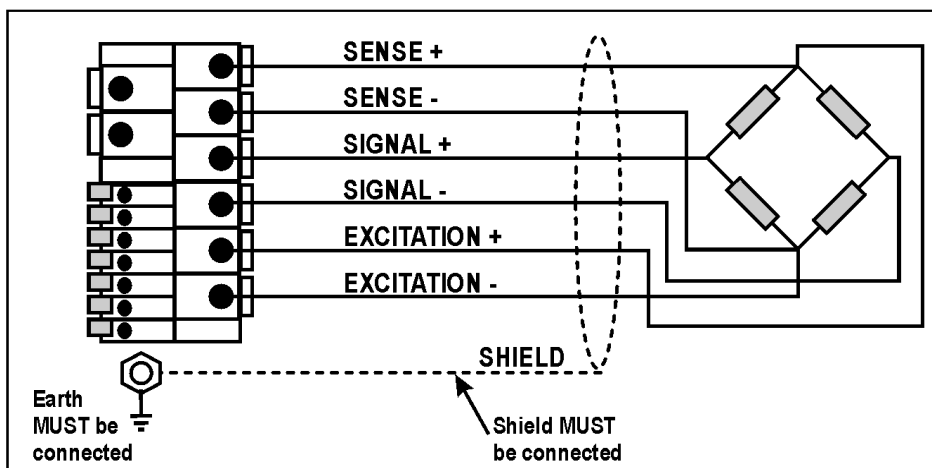 SENSE +
SENSE -
SIGNAL +
SIGNAL -
EXCITATION +
EXCITATION -
SHIELD
Earth
MUST be
connected
Shield MUST
be connected